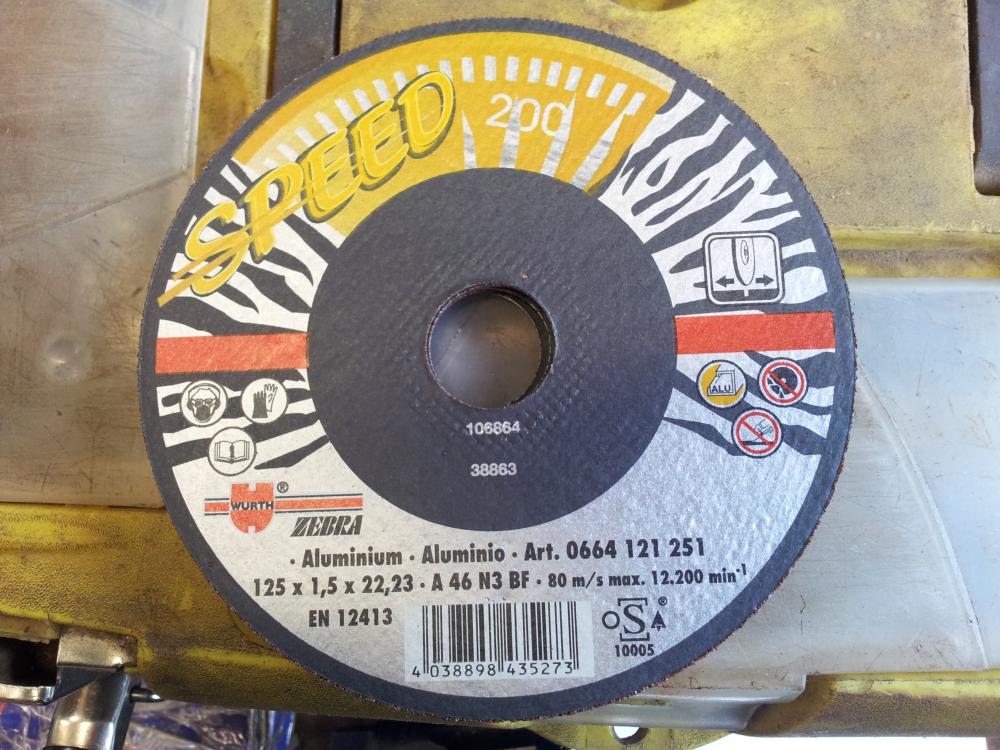 200
SPEED
ALU
106864
38863
WURTH ®
ZEBRA
· Aluminium · Aluminio · Art. 0664 121 251
125 x 1,5 x 22,23 · A 46 N3 BF · 80 m/s max. 12.200 min-1
EN 12413
oSA ®
10005
4 038898 435273